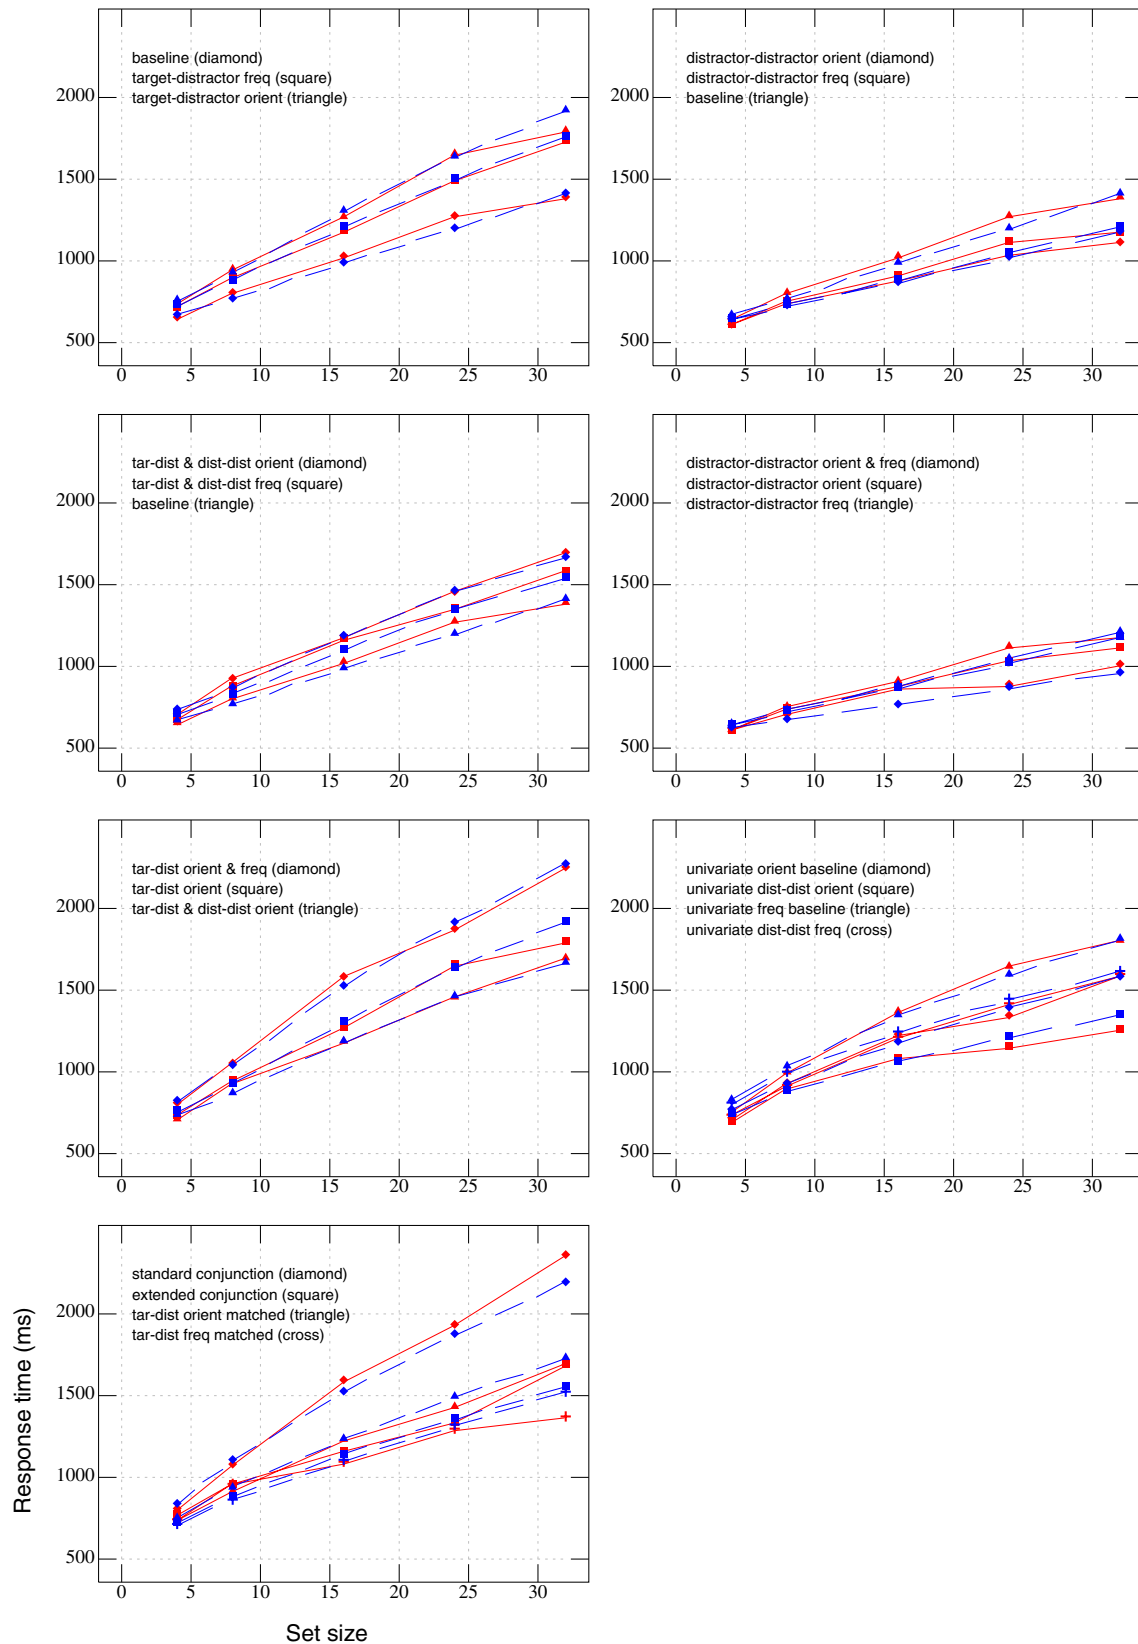 baseline (diamond)
target-distractor freq (square)
target-distractor orient (triangle)
2000
1500
1000
500
0 5 10 15 20 25 30
distractor-distractor orient (diamond)
distractor-distractor freq (square)
baseline (triangle)
2000
1500
1000
500
0 5 10 15 20 25 30
tar-dist & dist-dist orient (diamond)
tar-dist & dist-dist freq (square)
baseline (triangle)
2000
1500
1000
500
0 5 10 15 20 25 30
distractor-distractor orient & freq (diamond)
distractor-distractor orient (square)
distractor-distractor freq (triangle)
2000
1500
1000
500
0 5 10 15 20 25 30
tar-dist orient & freq (diamond)
tar-dist orient (square)
tar-dist & dist-dist orient (triangle)
2000
1500
1000
500
0 5 10 15 20 25 30
univariate orient baseline (diamond)
univariate dist-dist orient (square)
univariate freq baseline (triangle)
univariate dist-dist freq (cross)
2000
1500
1000
500
0 5 10 15 20 25 30
standard conjunction (diamond)
extended conjunction (square)
tar-dist orient matched (triangle)
tar-dist freq matched (cross)
2000
1500
1000
500
0 5 10 15 20 25 30
Response time (ms)
Set size